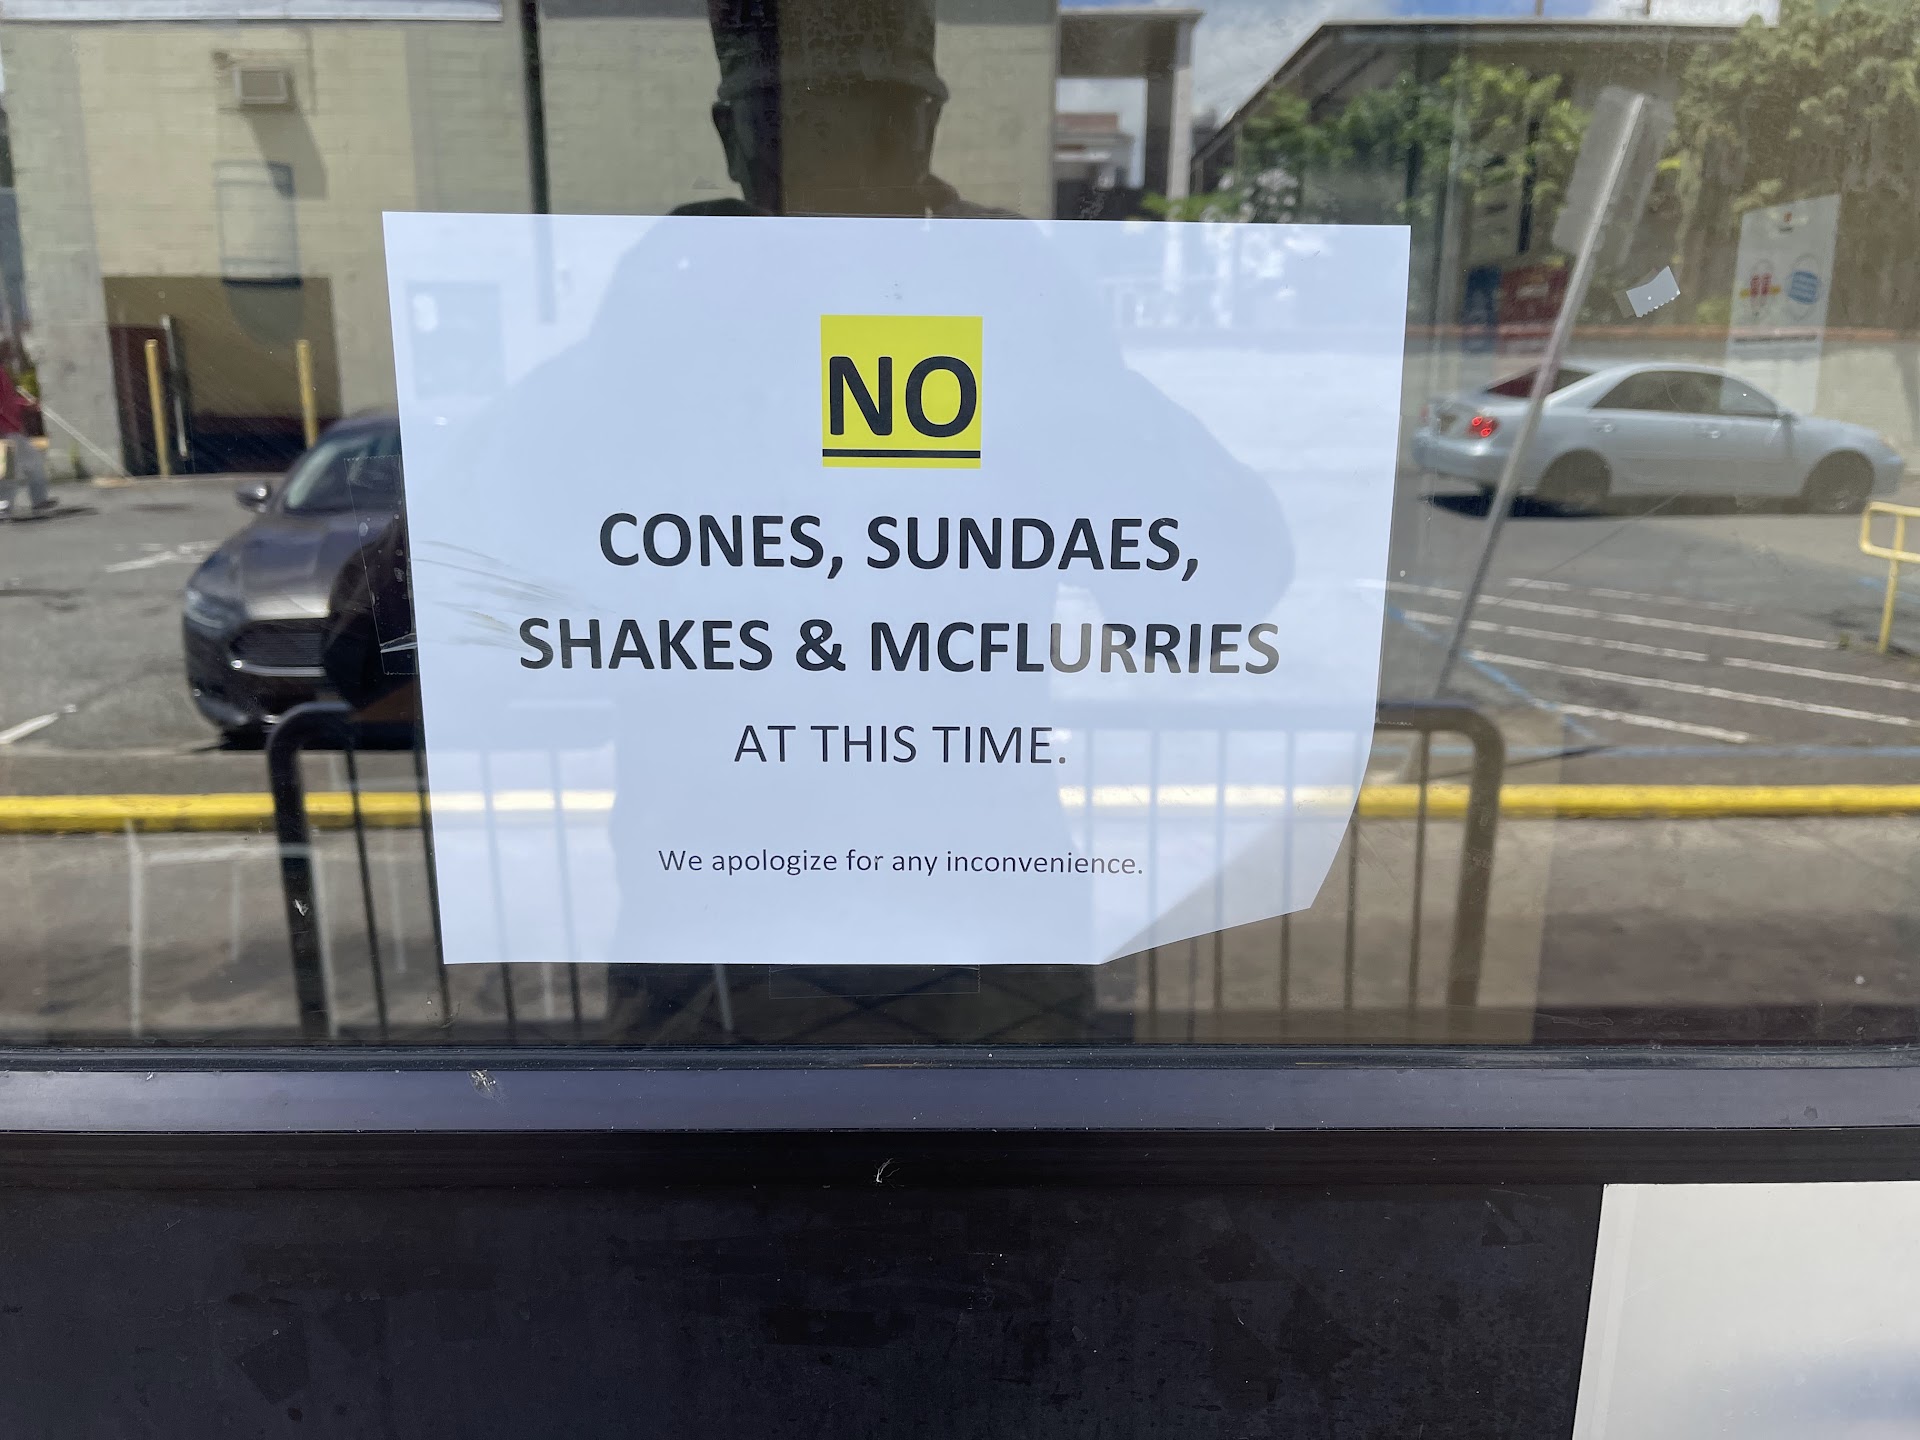 NO
CONES, SUNDAES,
SHAKES & MCFLURRIES
AT THIS TIME.
We apologize for any inconvenience.